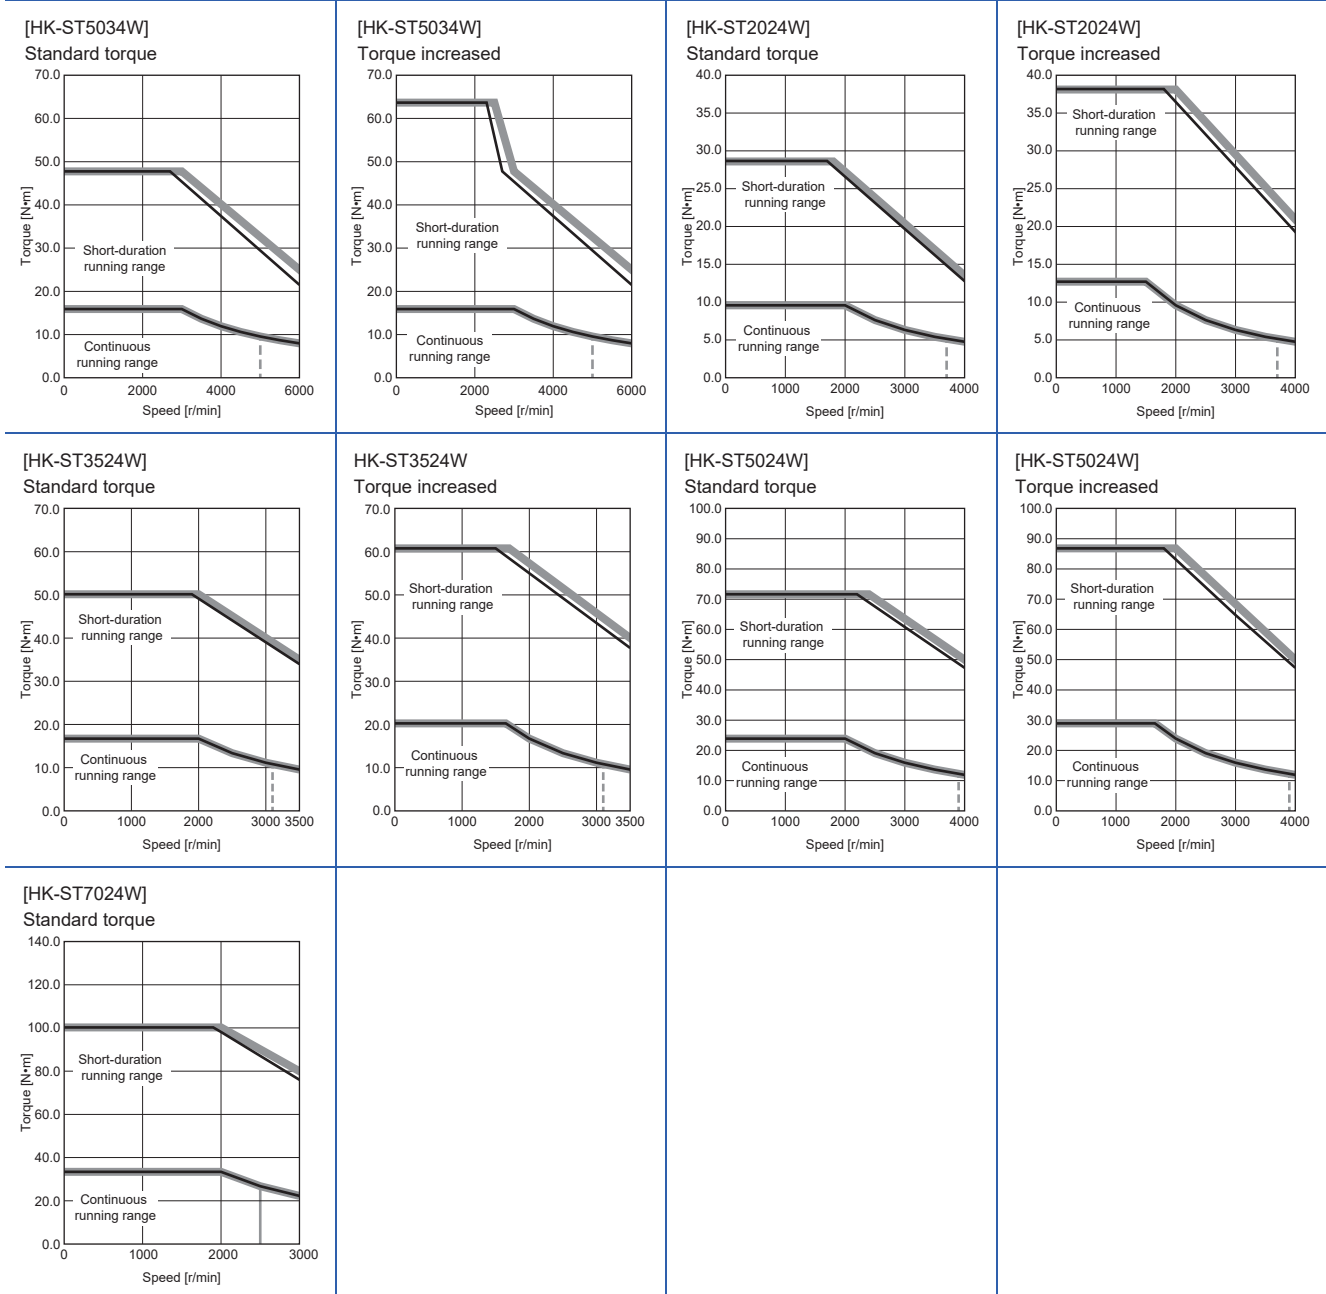 [HK-ST5034W]
Standard torque
70.0
60.0
50.0
40.0
30.0
20.0
10.0
0.0
Torque [N•m]
Short-duration
running range
Continuous
running range
0 2000 4000 6000
Speed [r/min]
[HK-ST5034W]
Torque increased
70.0
60.0
50.0
40.0
30.0
20.0
10.0
0.0
Torque [N•m]
Short-duration
running range
Continuous
running range
0 2000 4000 6000
Speed [r/min]
[HK-ST2024W]
Standard torque
40.0
35.0
30.0
25.0
20.0
15.0
10.0
5.0
0.0
Torque [N•m]
Short-duration
running range
Continuous
running range
0 1000 2000 3000 4000
Speed [r/min]
[HK-ST2024W]
Torque increased
40.0
35.0
30.0
25.0
20.0
15.0
10.0
5.0
0.0
Torque [N•m]
Short-duration
running range
Continuous
running range
0 1000 2000 3000 4000
Speed [r/min]
[HK-ST3524W]
Standard torque
70.0
60.0
50.0
40.0
30.0
20.0
10.0
0.0
Torque [N•m]
Short-duration
running range
Continuous
running range
0 1000 2000 3000 3500
Speed [r/min]
HK-ST3524W
Torque increased
70.0
60.0
50.0
40.0
30.0
20.0
10.0
0.0
Torque [N•m]
Short-duration
running range
Continuous
running range
0 1000 2000 3000 3500
Speed [r/min]
[HK-ST5024W]
Standard torque
100.0
90.0
80.0
70.0
60.0
50.0
40.0
30.0
20.0
10.0
0.0
Torque [N•m]
Short-duration
running range
Continuous
running range
0 1000 2000 3000 4000
Speed [r/min]
[HK-ST5024W]
Torque increased
100.0
90.0
80.0
70.0
60.0
50.0
40.0
30.0
20.0
10.0
0.0
Torque [N•m]
Short-duration
running range
Continuous
running range
0 1000 2000 3000 4000
Speed [r/min]
[HK-ST7024W]
Standard torque
140.0
120.0
100.0
80.0
60.0
40.0
20.0
0.0
Torque [N•m]
Short-duration
running range
Continuous
running range
0 1000 2000 3000
Speed [r/min]